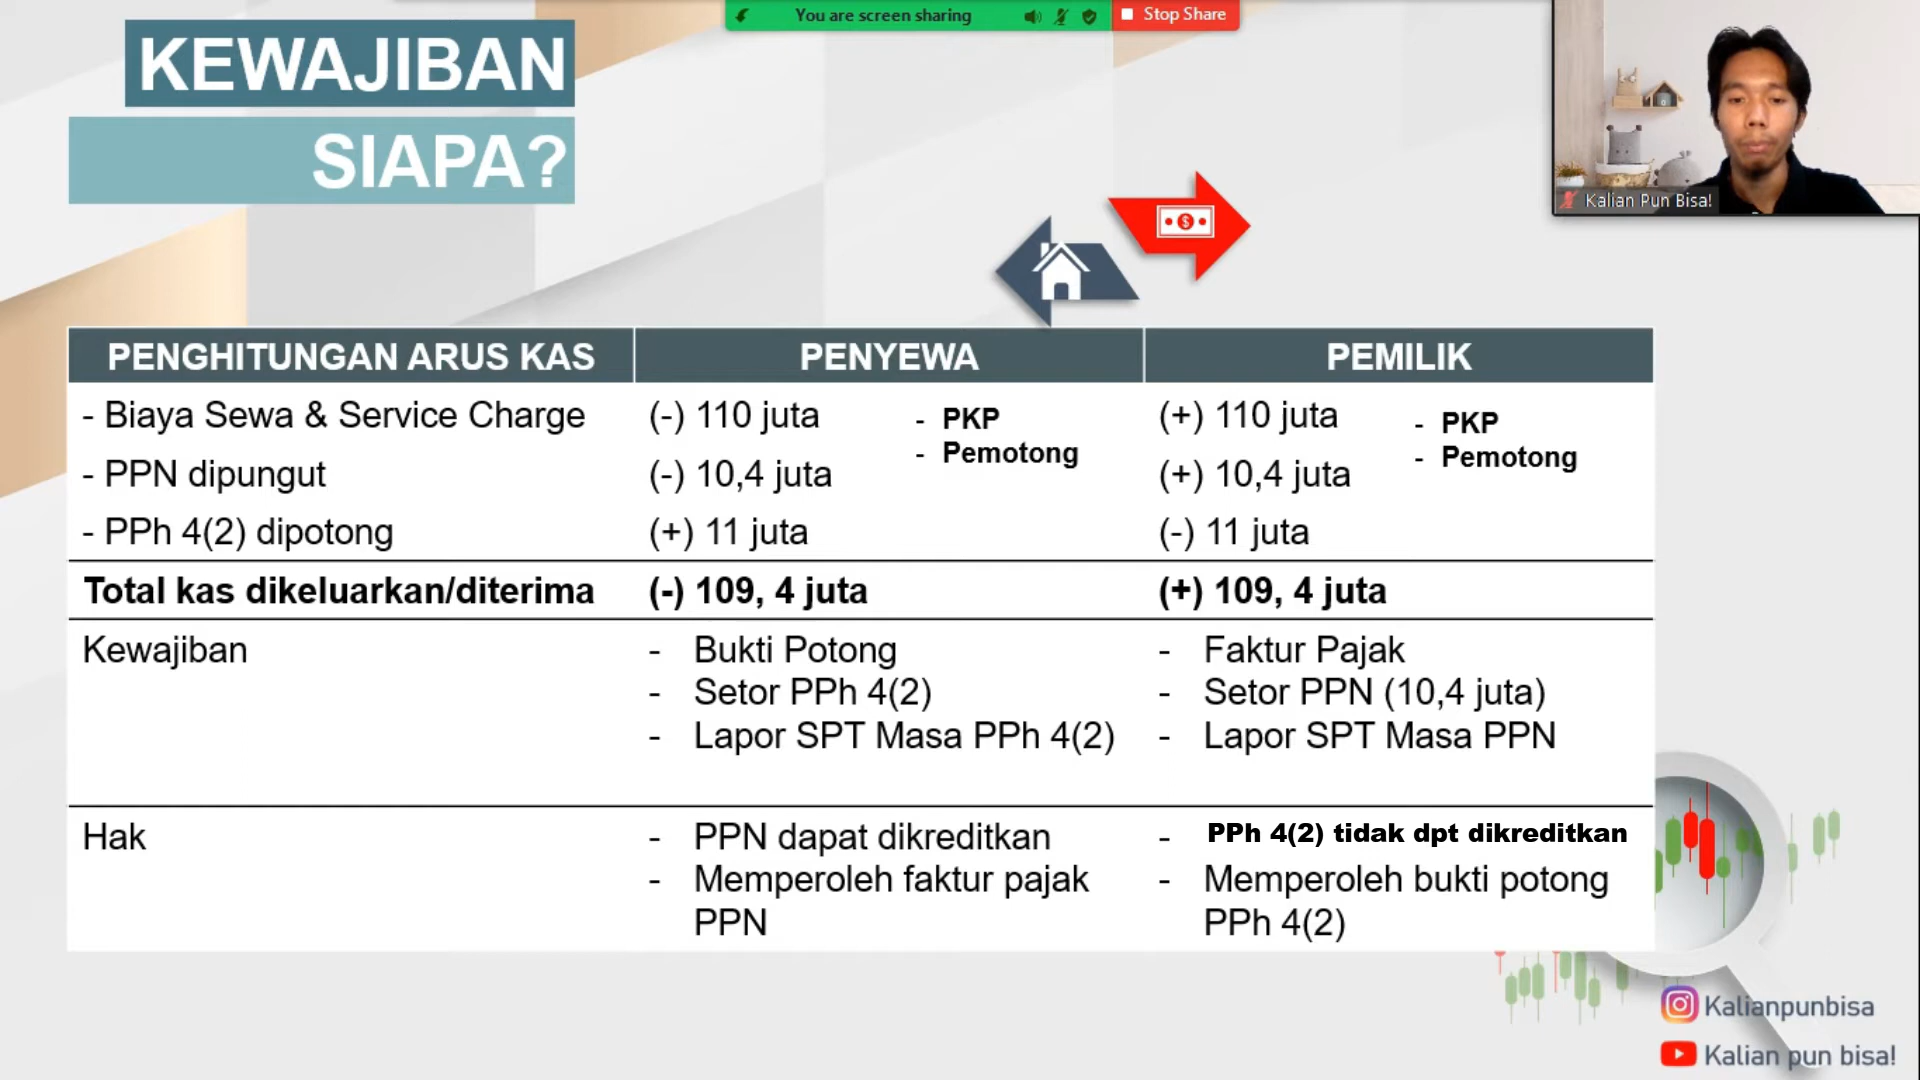 You are screen sharing
Stop Share
KEWAJIBAN
SIAPA?
Kalian Pun Bisa!
PENGHITUNGAN ARUS KAS
PENYEWA
PEMILIK
- Biaya Sewa & Service Charge
(-) 110 juta
- PKP
(+) 110 juta
- PKP
- Pemotong
- Pemotong
- PPN dipungut
(-) 10,4 juta
(+) 10,4 juta
- PPh 4(2) dipotong
(+) 11 juta
(-) 11 juta
Total kas dikeluarkan/diterima
(-) 109, 4 juta
(+) 109, 4 juta
Kewajiban
- Bukti Potong
- Setor PPh 4(2)
- Lapor SPT Masa PPh 4(2)
- Faktur Pajak
- Setor PPN (10,4 juta)
- Lapor SPT Masa PPN
Hak
- PPN dapat dikreditkan
- Memperoleh faktur pajak
PPN
- PPh 4(2) tidak dpt dikreditkan
- Memperoleh bukti potong
PPh 4(2)
Kalianpunbisa
Kalian pun bisa!